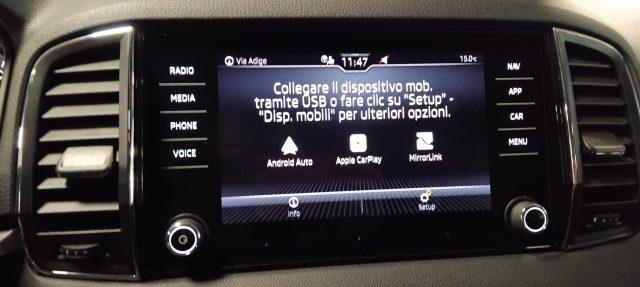 Via Adige
11:47
15.0°C
RADIO
MEDIA
PHONE
VOICE
Collegare il dispositivo mob.
tramite USB o fare clic su "Setup" -
"Disp. mobili" per ulteriori opzioni.
Android Auto
Apple CarPlay
MirrorLink
Info
Setup
NAV
APP
CAR
MENU